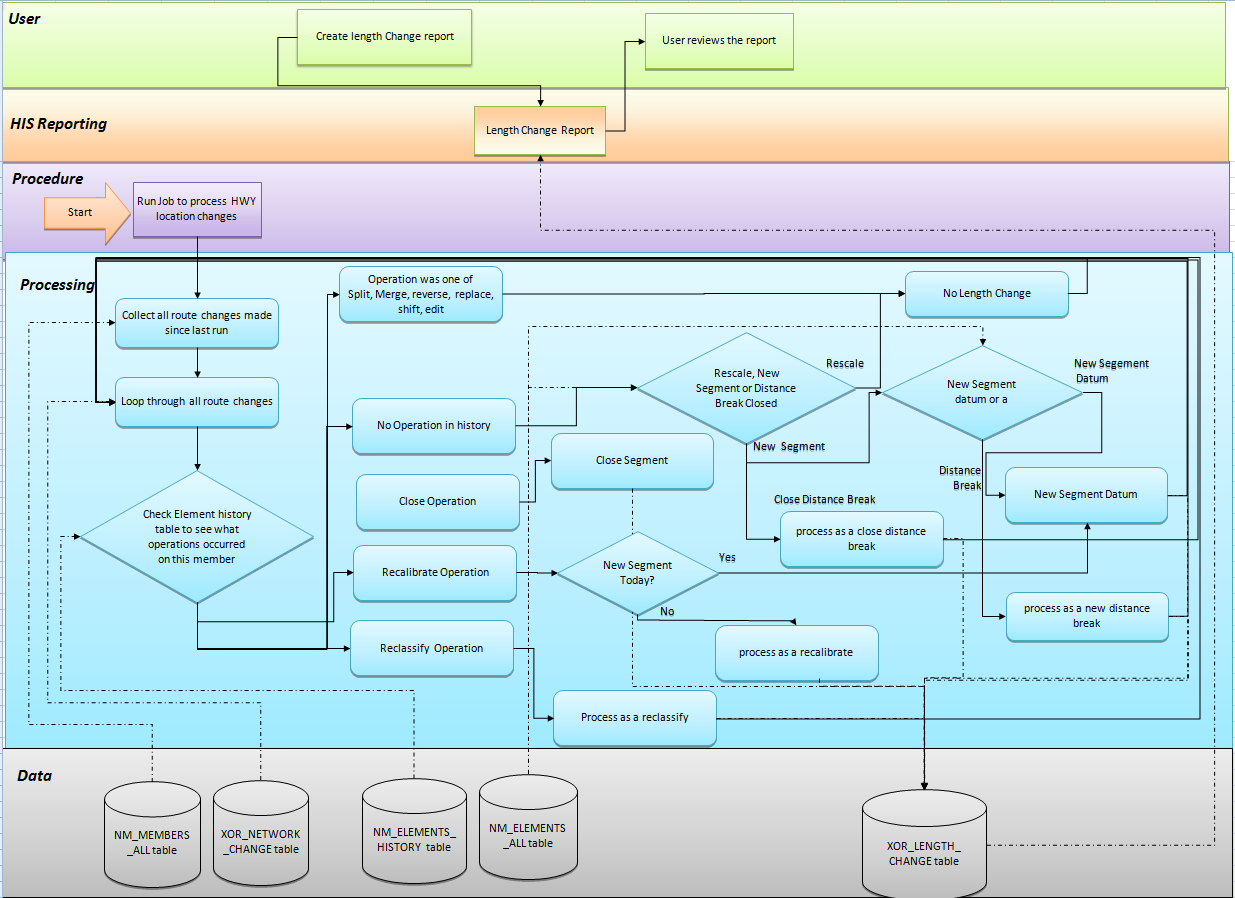 User
Create length Change report
User reviews the report
HIS Reporting
Length Change Report
Procedure
Start
Run Job to process HWY
location changes
Processing
Operation was one of
Split, Merge, reverse, replace,
shift, edit
No Length Change
Collect all route changes made
since last run
Loop through all route changes
Rescale, New
Segment or Distance
Break Closed
Rescale
New Segment
datum or a
New Segement
Datum
No Operation in history
New Segment
Close Segment
Close Operation
Distance
Break
New Segment Datum
Close Distance Break
process as a close distance
break
Check Element history
table to see what
operations occurred
on this member
Recalibrate Operation
New Segment
Today?
Yes
No
process as a new distance
break
Reclassify Operation
process as a recalibrate
Process as a reclassify
Data
NM_MEMBERS
_ALL table
XOR_NETWORK
_CHANGE table
NM_ELEMENTS_
HISTORY table
NM_ELEMENTS
_ALL table
XOR_LENGTH_
CHANGE table